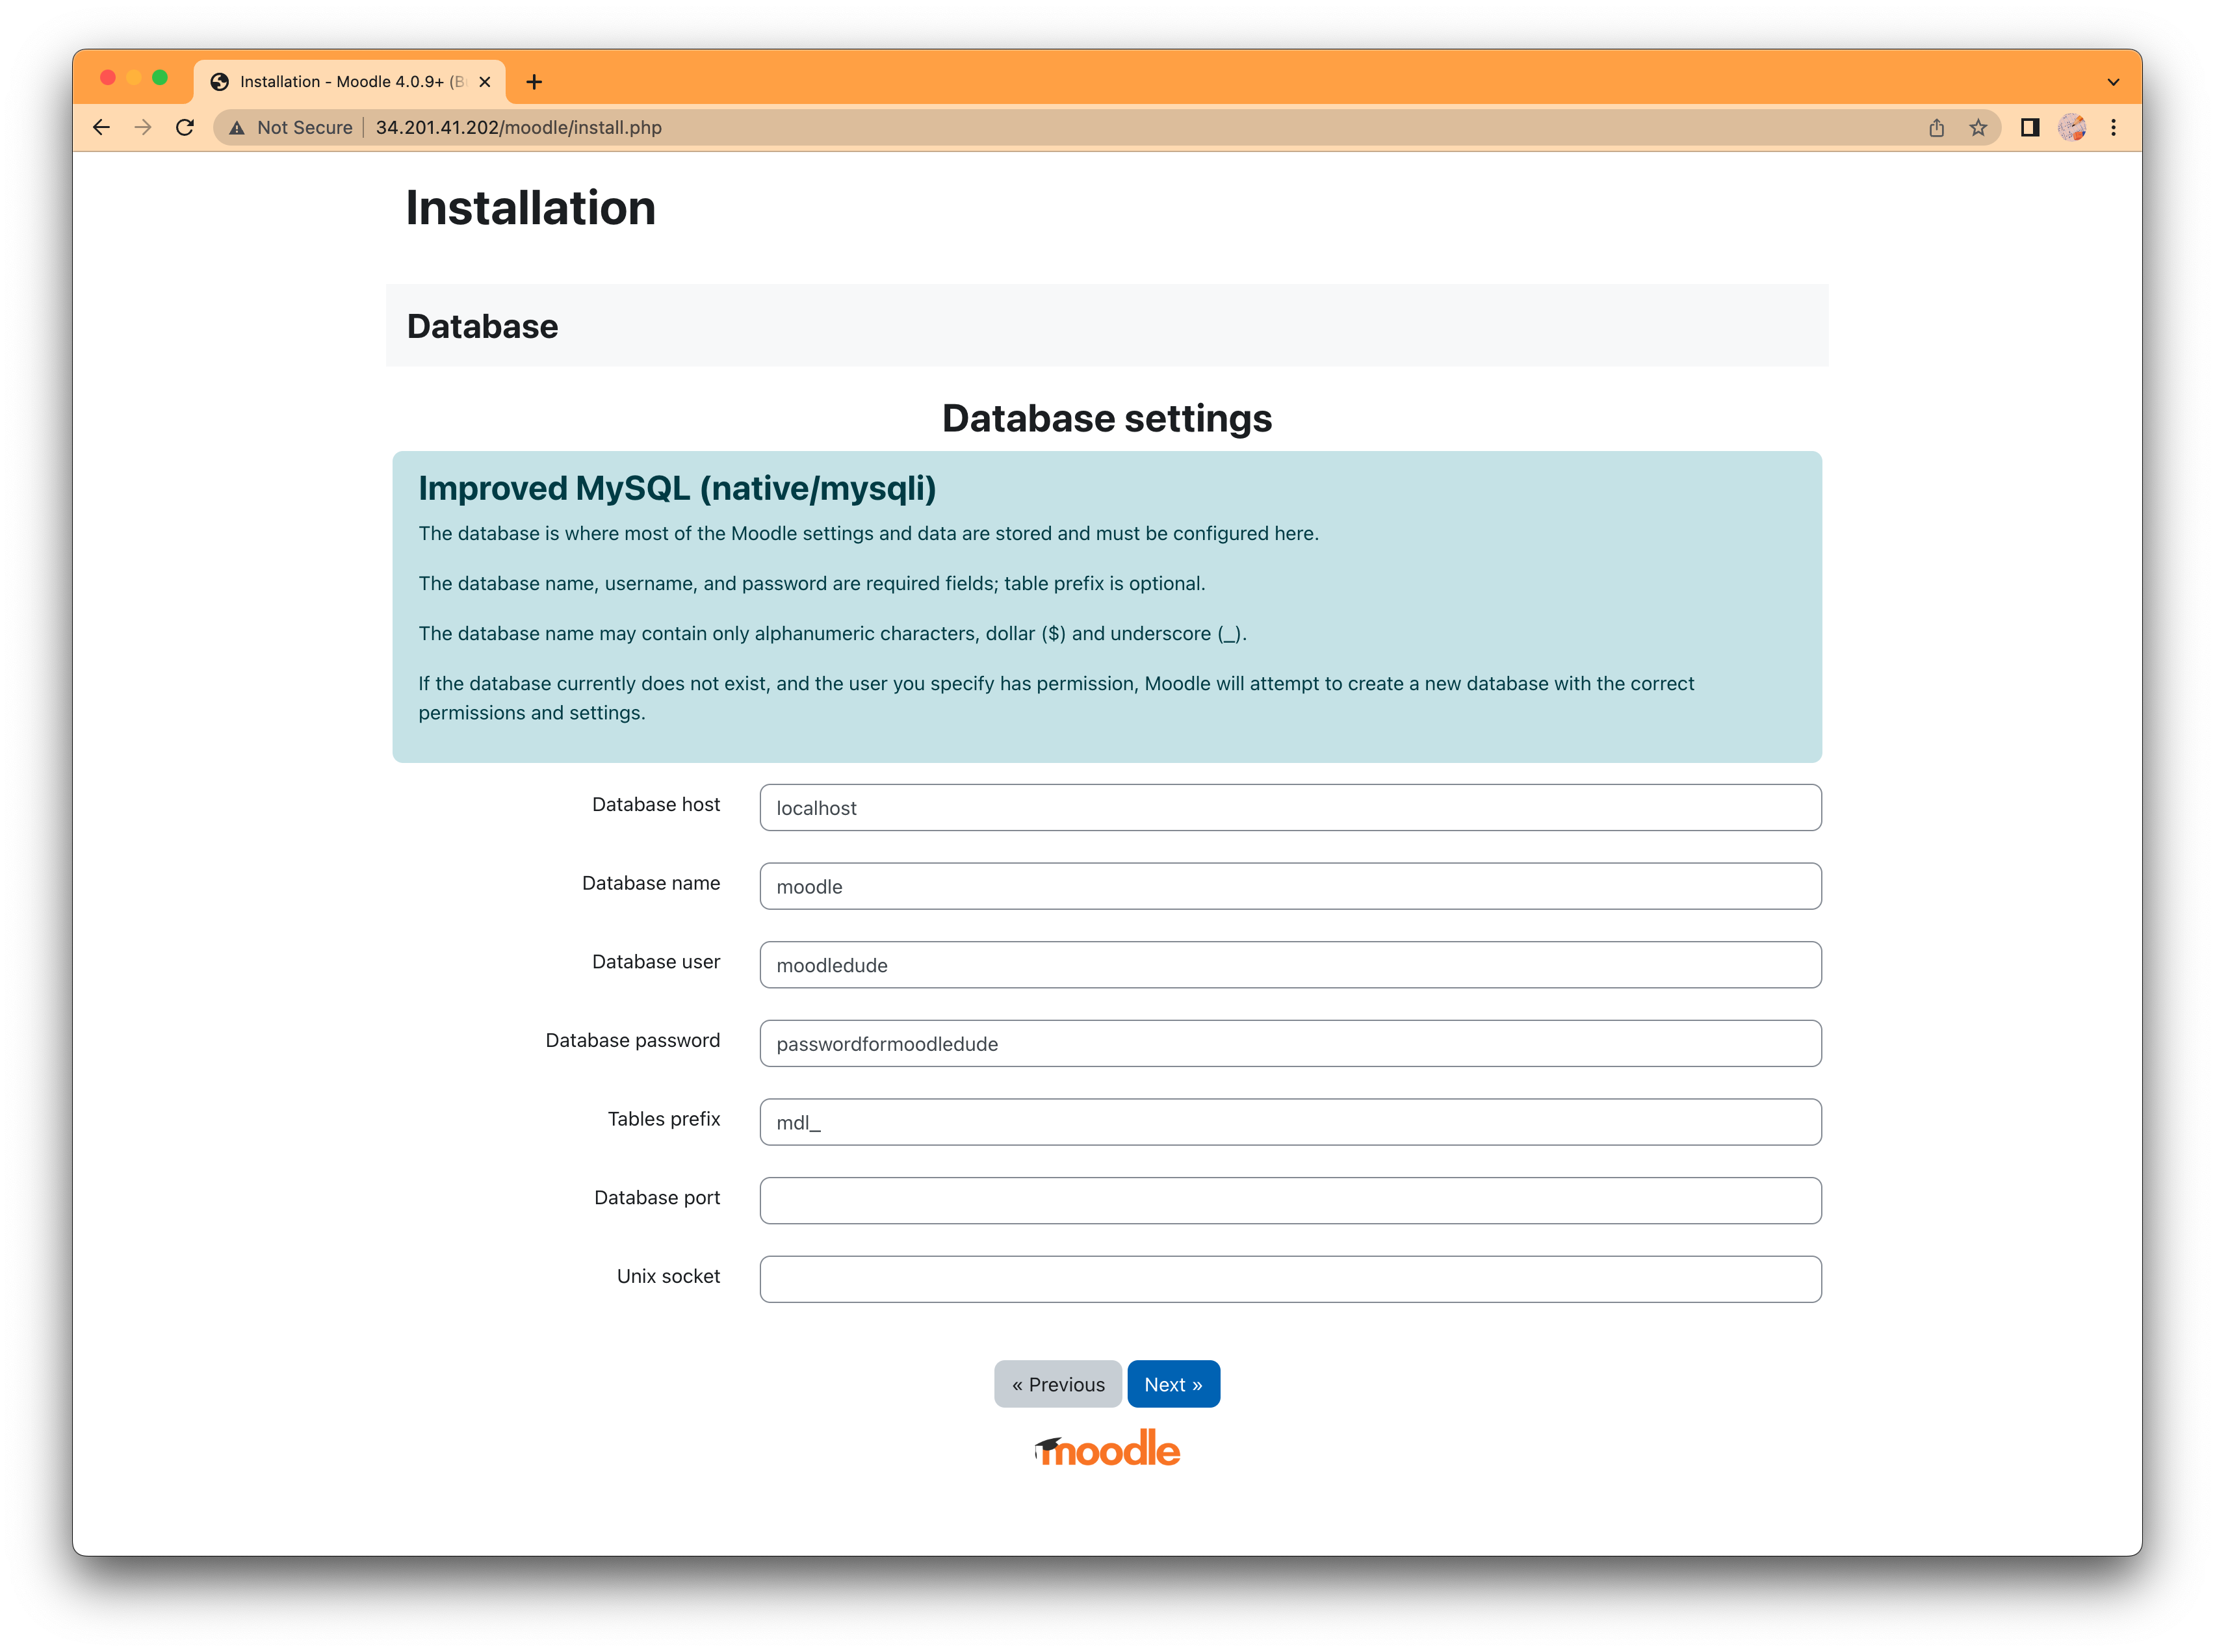 Installation - Moodle 4.0.9+ (B
Not Secure | 34.201.41.202/moodle/install.php
Installation
Database
Database settings
Improved MySQL (native/mysqli)
The database is where most of the Moodle settings and data are stored and must be configured here.
The database name, username, and password are required fields; table prefix is optional.
The database name may contain only alphanumeric characters, dollar ($) and underscore (_).
If the database currently does not exist, and the user you specify has permission, Moodle will attempt to create a new database with the correct
permissions and settings.
Database host localhost
Database name moodle
Database user moodledude
Database password passwordformoodledude
Tables prefix mdl_
Database port
Unix socket
« Previous Next »
moodle